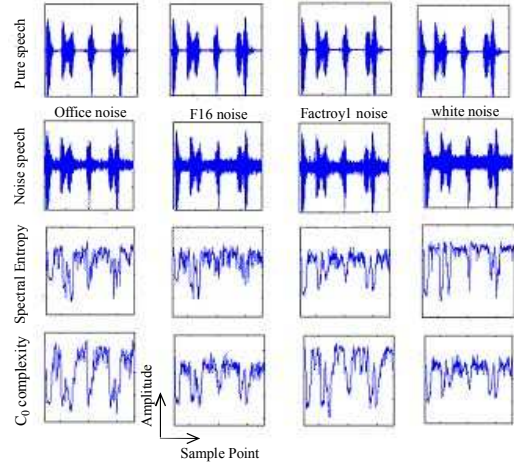 Pure speech
Office noise
F16 noise
Factroy1 noise
white noise
Noise speech
Spectral Entropy
C₀ complexity
Amplitude
Sample Point